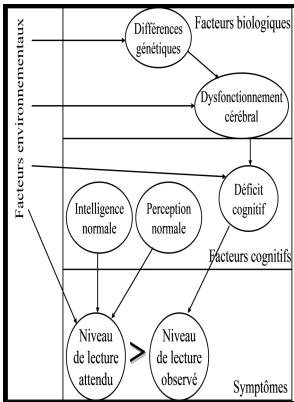 Facteurs environnementaux
Facteurs biologiques
Différences
génétiques
Dysfonctionnement
cérébral
Intelligence
normale
Perception
normale
Déficit
cognitif
Facteurs cognitifs
Niveau
de lecture
attendu
>
Niveau
de lecture
observé
Symptômes